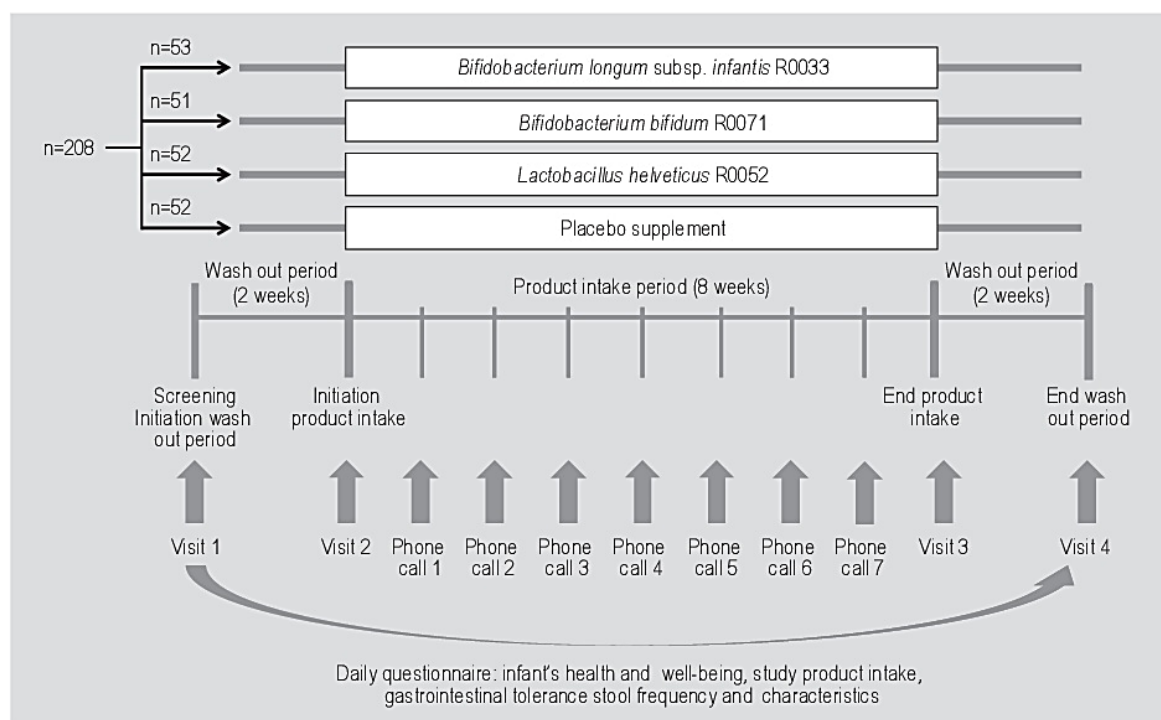 n=53
Bifidobacterium longum subsp. infantis R0033
n=51
Bifidobacterium bifidum R0071
n=208
n=52
Lactobacillus helveticus R0052
n=52
Placebo supplement
Wash out period
(2 weeks)
Product intake period (8 weeks)
Wash out period
(2 weeks)
Screening
Initiation wash
out period
Initiation
product intake
End product
intake
End wash
out period
Visit 1
Visit 2
Phone
call 1
Phone
call 2
Phone
call 3
Phone
call 4
Phone
call 5
Phone
call 6
Phone
call 7
Visit 3
Visit 4
Daily questionnaire: infant's health and well-being, study product intake,
gastrointestinal tolerance stool frequency and characteristics